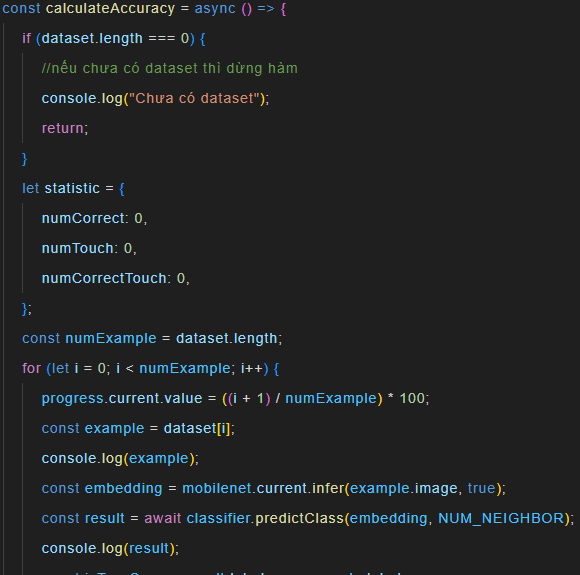 const calculateAccuracy = async () => {
if (dataset.length === 0) {
//nếu chưa có dataset thì dừng hàm
console.log("Chưa có dataset");
return;
}
let statistic = {
numCorrect: 0,
numTouch: 0,
numCorrectTouch: 0,
};
const numExample = dataset.length;
for (let i = 0; i < numExample; i++) {
progress.current.value = ((i + 1) / numExample) * 100;
const example = dataset[i];
console.log(example);
const embedding = mobilenet.current.infer(example.image, true);
const result = await classifier.predictClass(embedding, NUM_NEIGHBOR);
console.log(result);